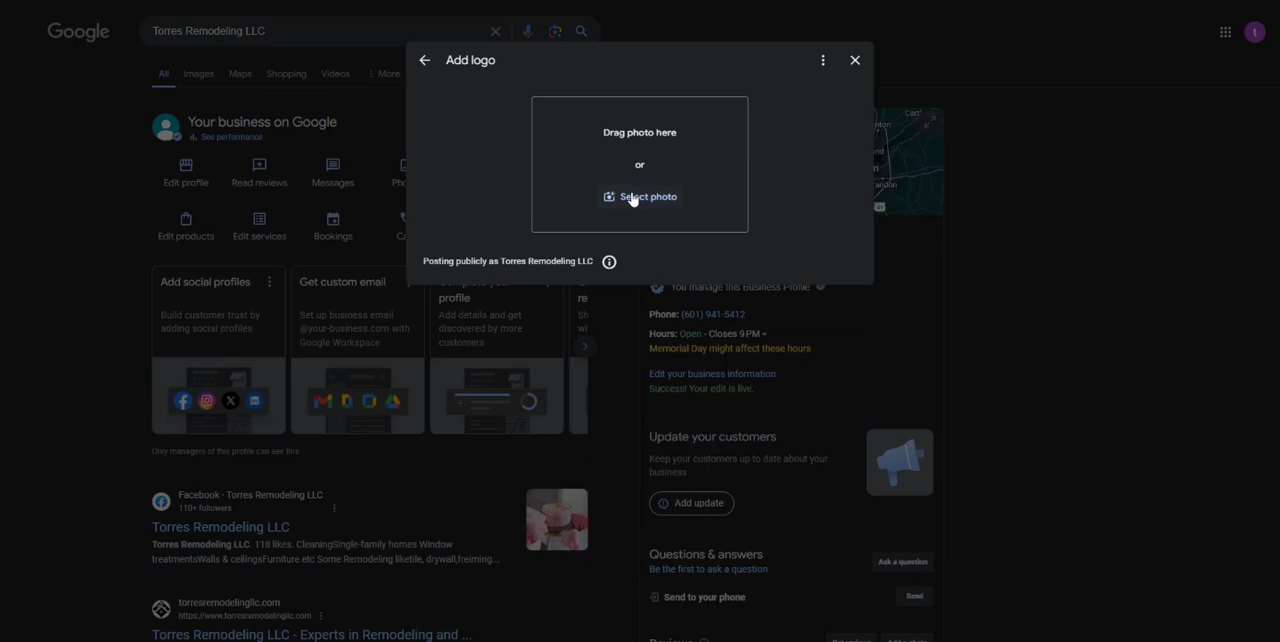 Google
Torres Remodeling LLC
All Images Maps Shopping Videos More
Your business on Google
See performance
Edit profile Read reviews Messages
Edit products Edit services Bookings
Add logo
Drag photo here
or
Select photo
Posting publicly as Torres Remodeling LLC
Add social profiles
Build customer trust by
adding social profiles
Get custom email
Set up business email
@your-business.com with
Google Workspace
profile
Add details and get
discovered by more
customers
Only managers of this profile can see this
Facebook · Torres Remodeling LLC
110+ followers
Torres Remodeling LLC
Torres Remodeling LLC. 118 likes. CleaningSingle-family homes Window
treatmentsWalls & ceilingsFurniture etc Some Remodeling liketile, drywall,freiming...
torresremodelingllc.com
https://www.torresremodelingllc.com
Torres Remodeling LLC - Experts in Remodeling and ...
You manage this Business Profile
Phone: (601) 941-5412
Hours: Open · Closes 9 PM
Memorial Day might affect these hours
Edit your business information
Success! Your edit is live.
Update your customers
Keep your customers up to date about your
business
Add update
Questions & answers
Be the first to ask a question
Ask a question
Send to your phone
Send
t